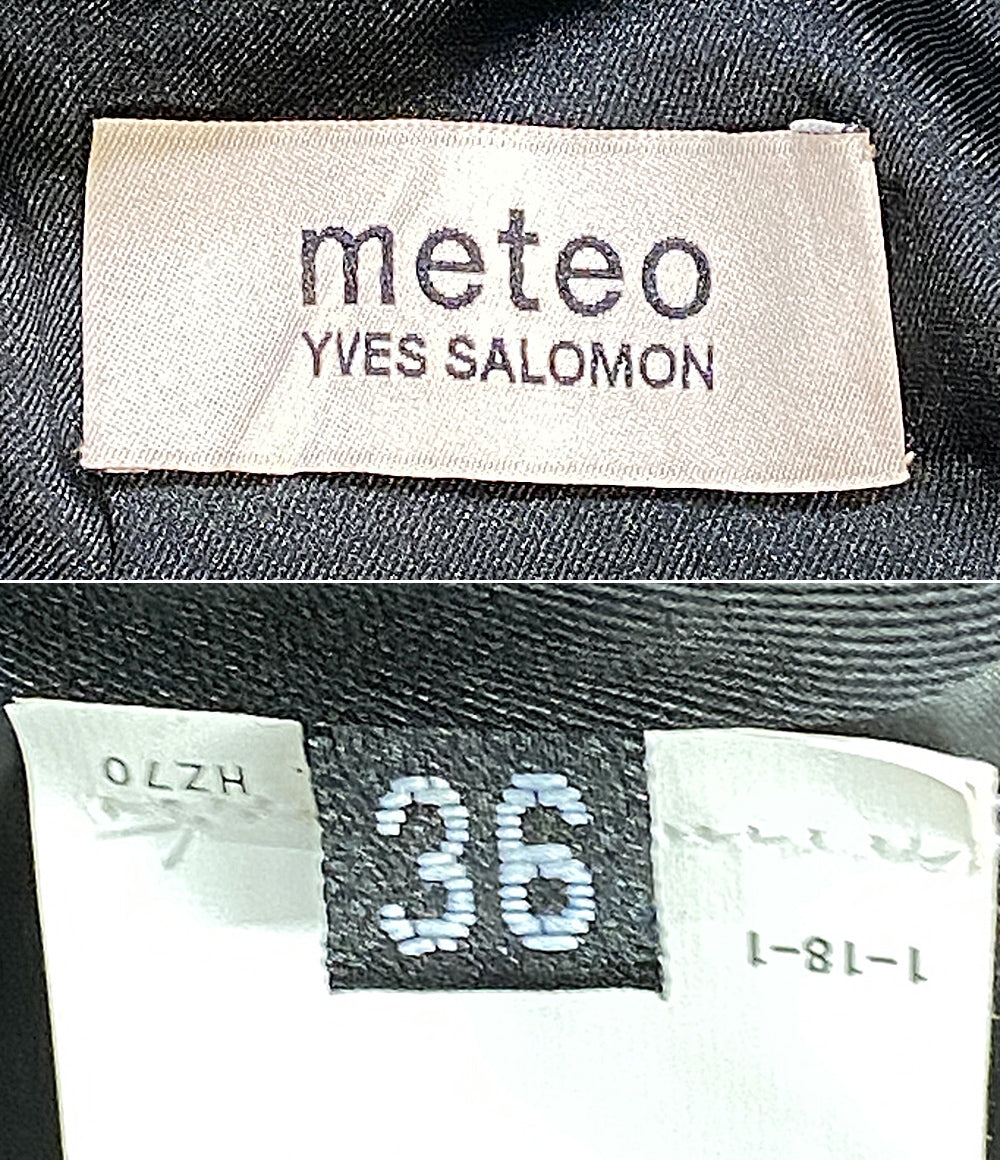 meteo
YVES SALOMON
HZ70
36
1-18-1